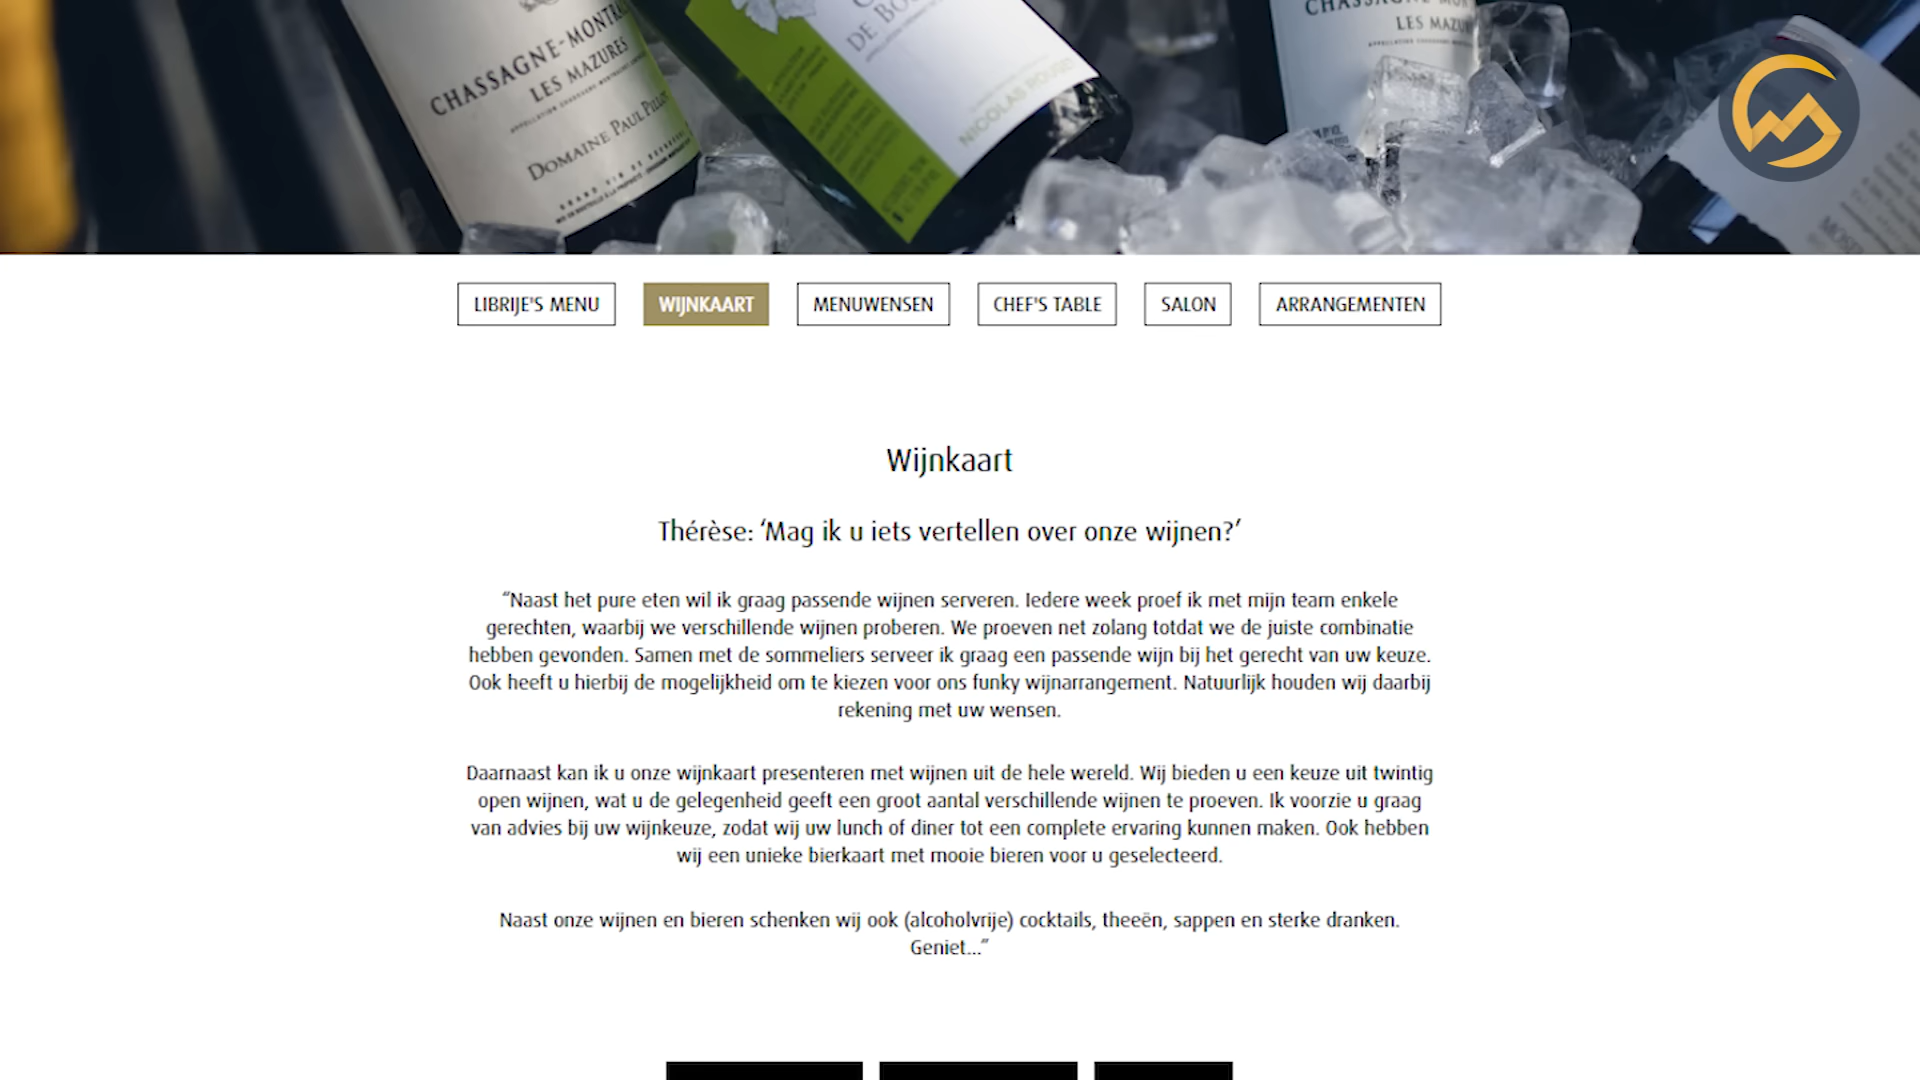 CHASSAGNE-MONTRA
LES MAZURES
DOMAINE PAUL PILLOT
DE BO
NICOLAS ROUGET
LES MAZU
LIBRIJE'S MENU
WIJNKAART
MENUWENSEN
CHEF'S TABLE
SALON
ARRANGEMENTEN
Wijnkaart
Thérèse: ‘Mag ik u iets vertellen over onze wijnen?’
“Naast het pure eten wil ik graag passende wijnen serveren. Iedere week proef ik met mijn team enkele
gerechten, waarbij we verschillende wijnen proberen. We proeven net zolang totdat we de juiste combinatie
hebben gevonden. Samen met de sommeliers serveer ik graag een passende wijn bij het gerecht van uw keuze.
Ook heeft u hierbij de mogelijkheid om te kiezen voor ons funky wijnarrangement. Natuurlijk houden wij daarbij
rekening met uw wensen.
Daarnaast kan ik u onze wijnkaart presenteren met wijnen uit de hele wereld. Wij bieden u een keuze uit twintig
open wijnen, wat u de gelegenheid geeft een groot aantal verschillende wijnen te proeven. Ik voorzie u graag
van advies bij uw wijnkeuze, zodat wij uw lunch of diner tot een complete ervaring kunnen maken. Ook hebben
wij een unieke bierkaart met mooie bieren voor u geselecteerd.
Naast onze wijnen en bieren schenken wij ook (alcoholvrije) cocktails, theeën, sappen en sterke dranken.
Geniet...”